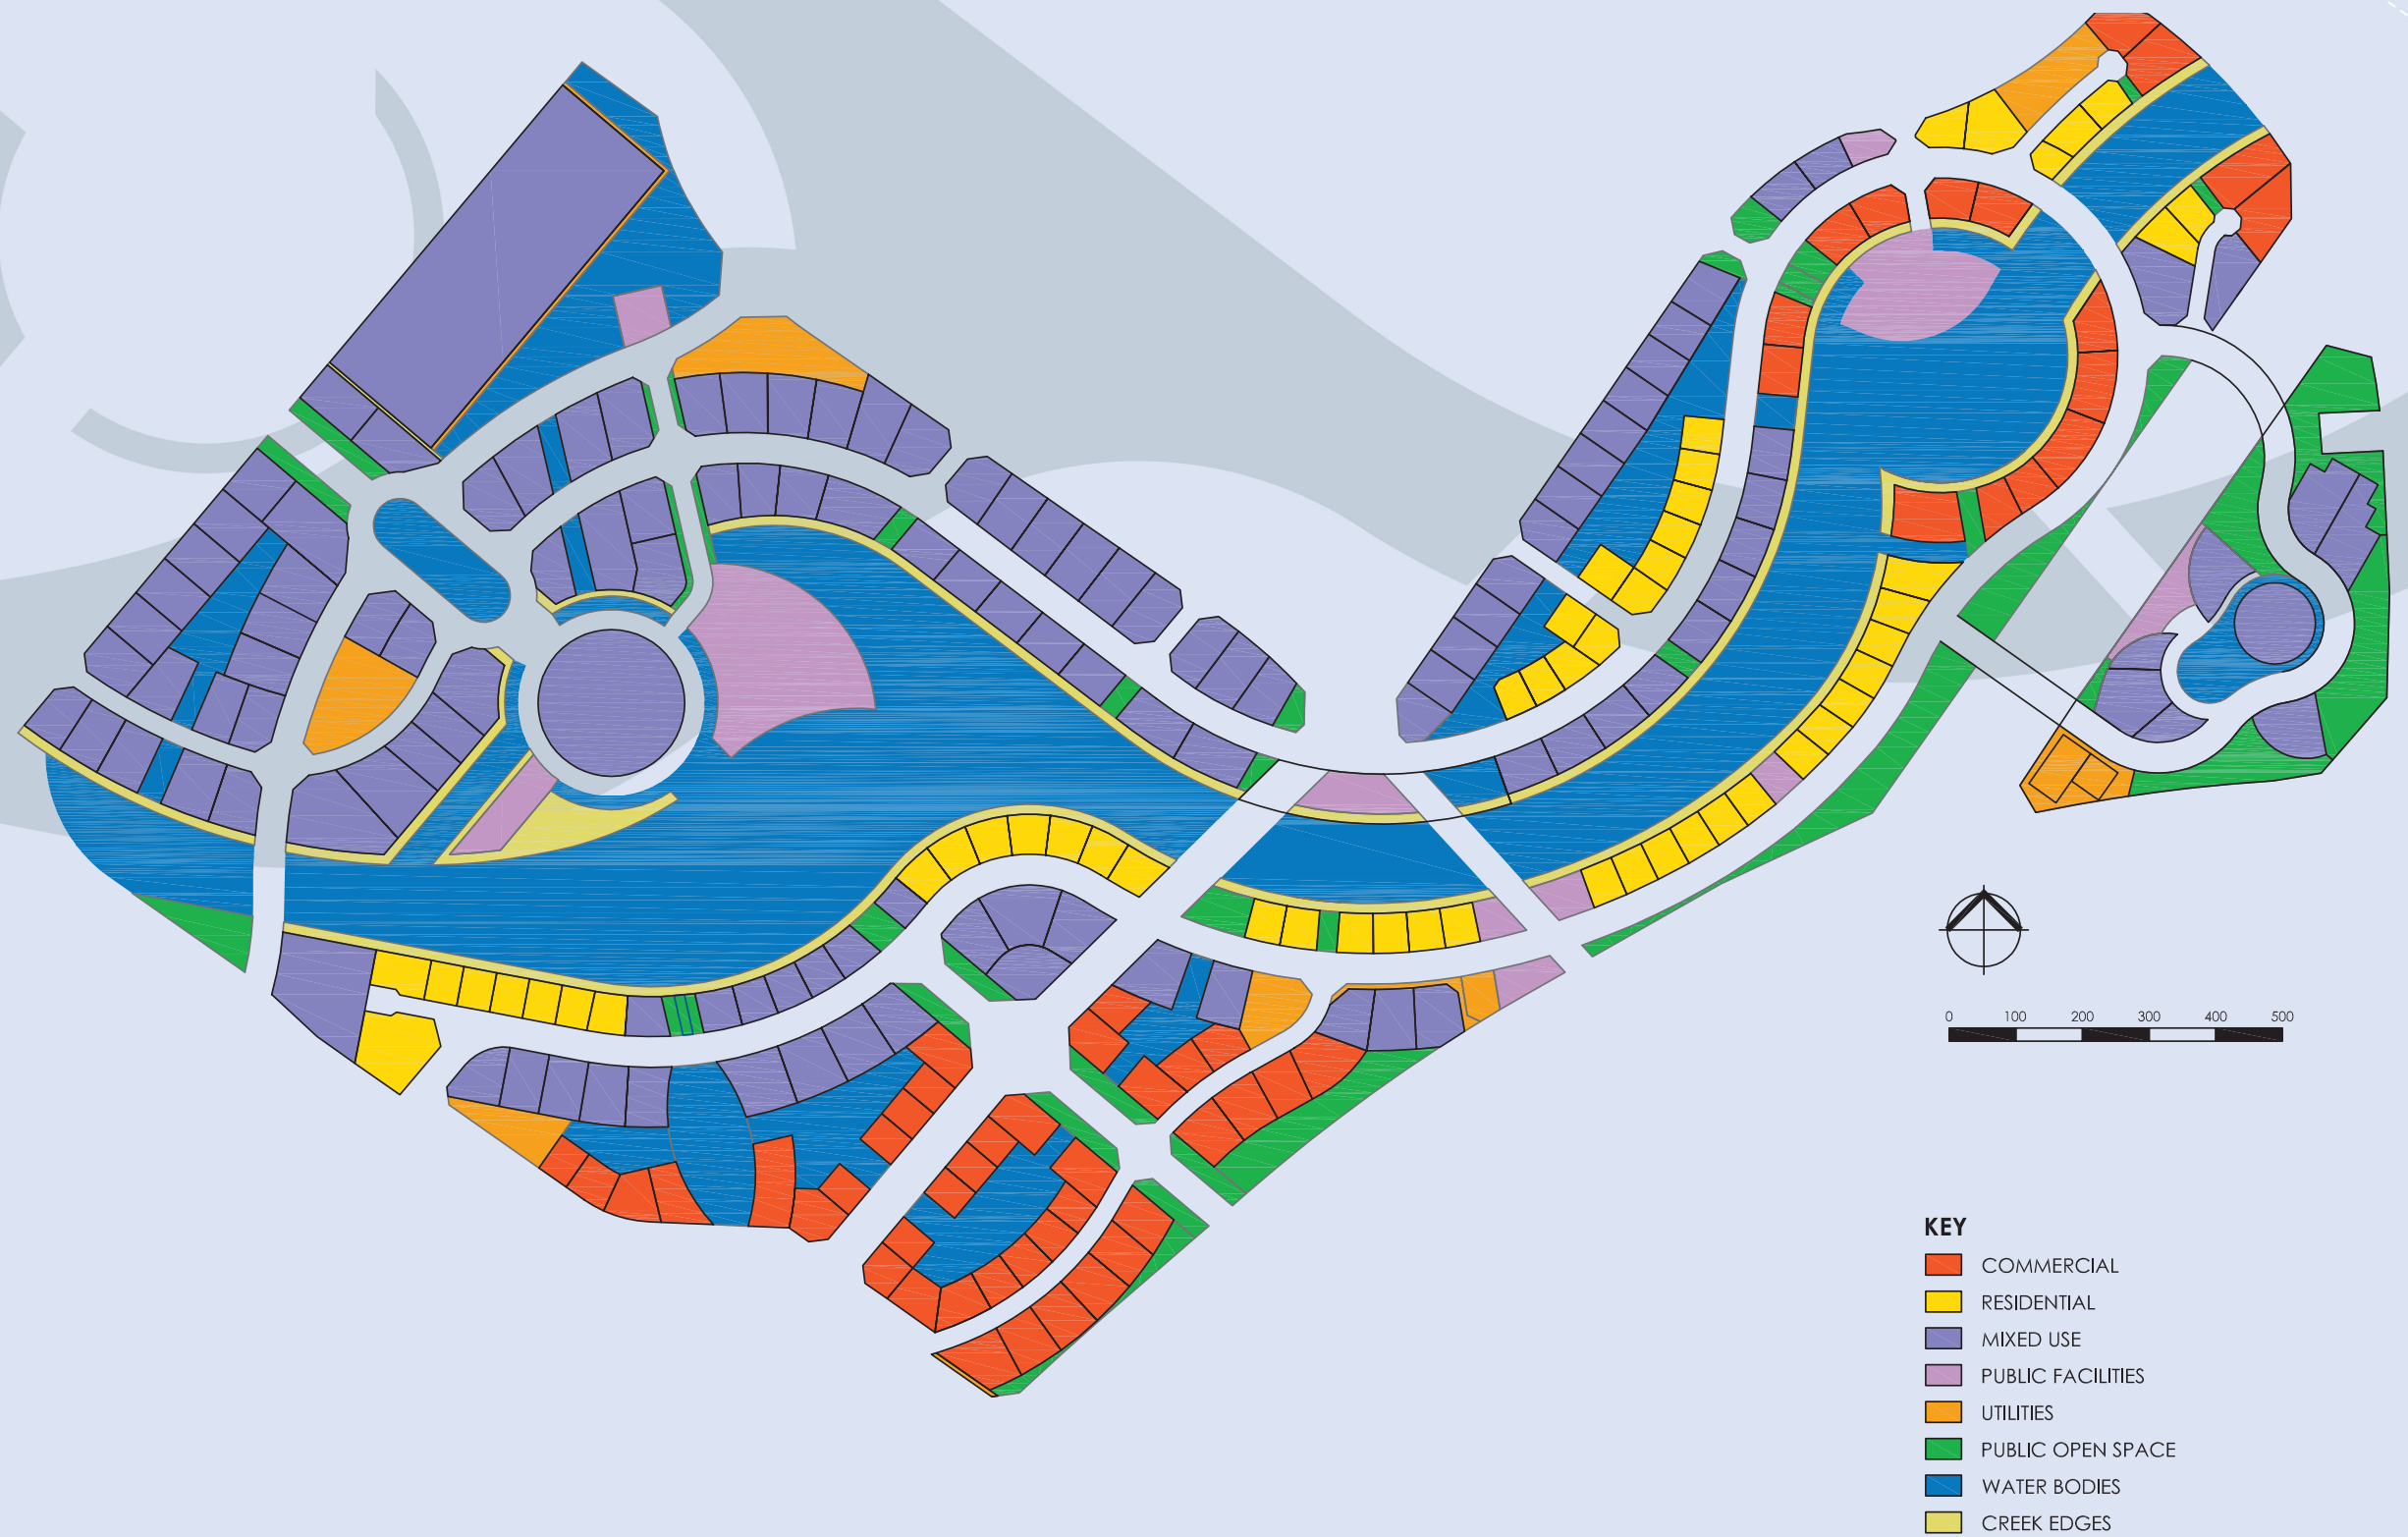 0 100 200 300 400 500
KEY
COMMERCIAL
RESIDENTIAL
MIXED USE
PUBLIC FACILITIES
UTILITIES
PUBLIC OPEN SPACE
WATER BODIES
CREEK EDGES